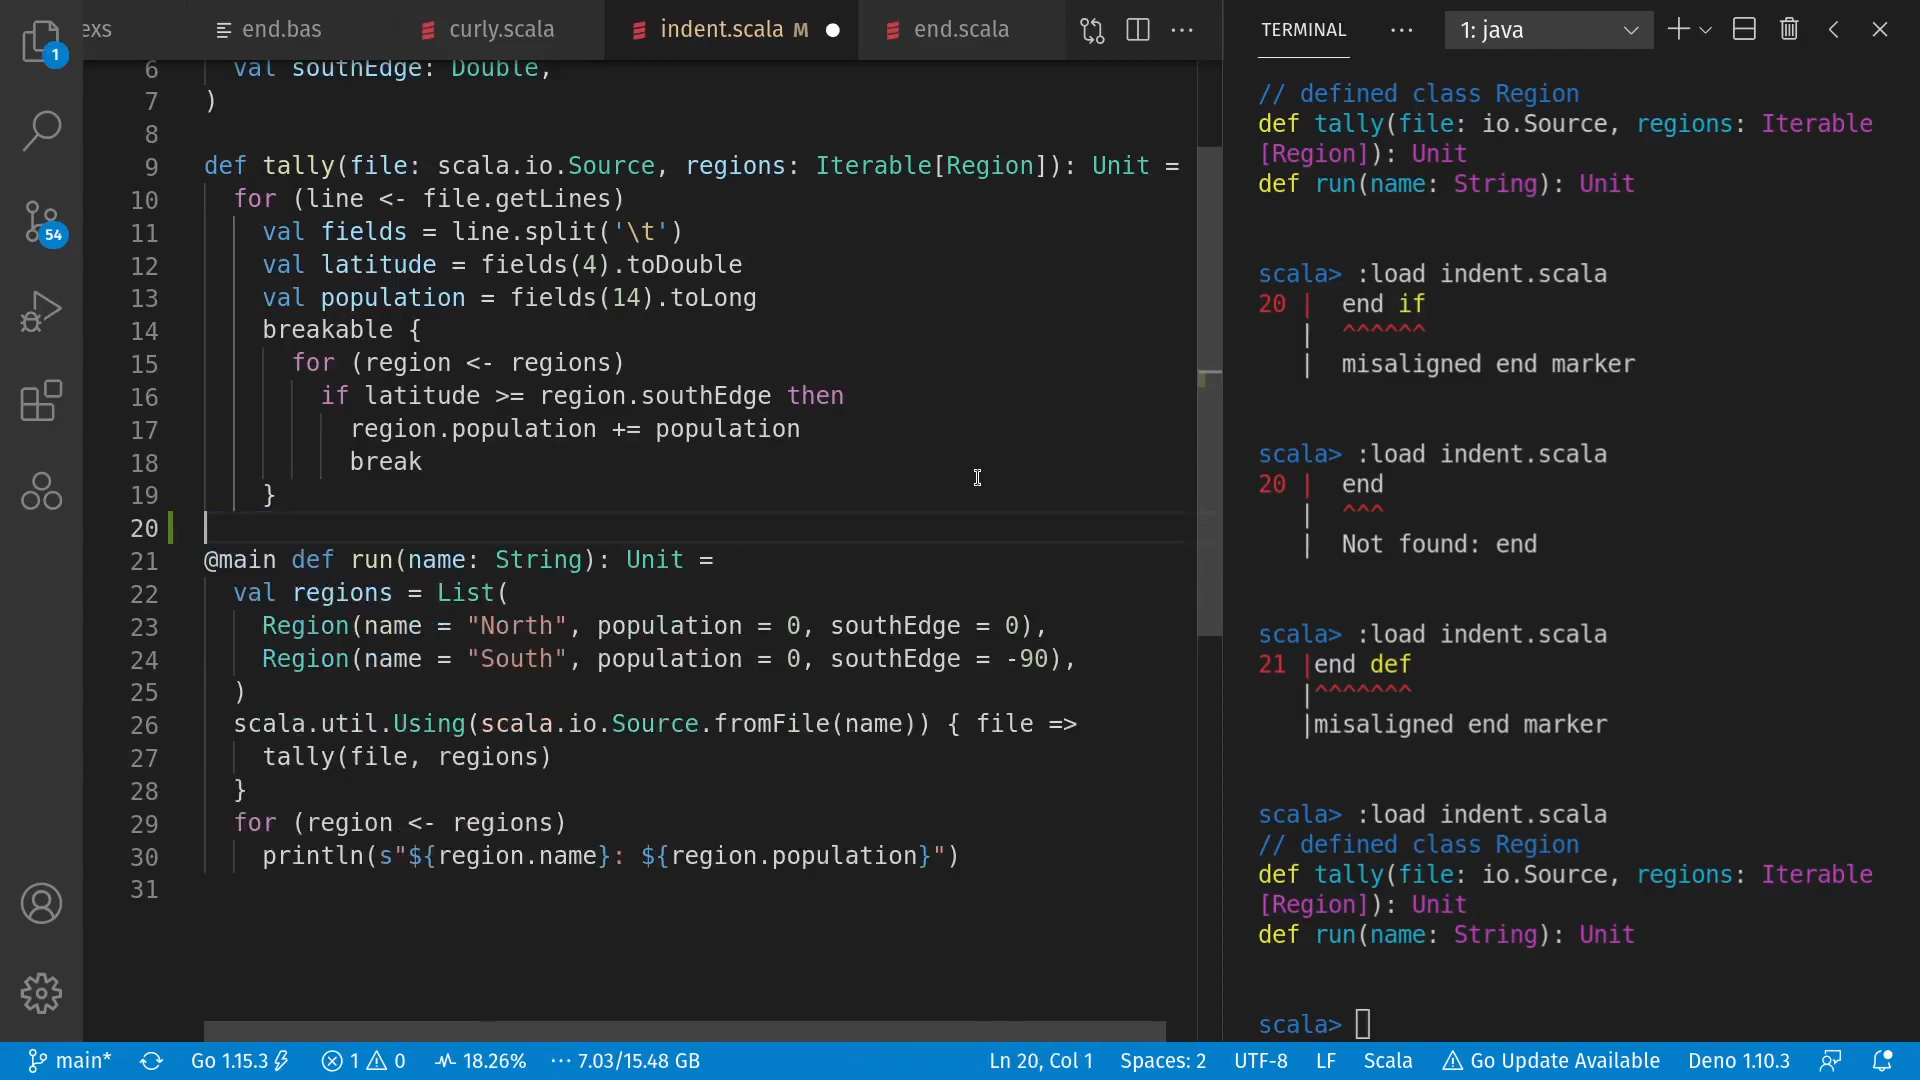 exs
end.bas
curly.scala
indent.scala M
end.scala
6 val southEdge: Double,
7 )
8
9 def tally(file: scala.io.Source, regions: Iterable[Region]): Unit =
10 for (line <- file.getLines)
11 val fields = line.split('\t')
12 val latitude = fields(4).toDouble
13 val population = fields(14).toLong
14 breakable {
15 for (region <- regions)
16 if latitude >= region.southEdge then
17 region.population += population
18 break
19 }
20
21 @main def run(name: String): Unit =
22 val regions = List(
23 Region(name = "North", population = 0, southEdge = 0),
24 Region(name = "South", population = 0, southEdge = -90),
25 )
26 scala.util.Using(scala.io.Source.fromFile(name)) { file =>
27 tally(file, regions)
28 }
29 for (region <- regions)
30 println(s"${region.name}: ${region.population}")
31
1
54
TERMINAL
1: java
// defined class Region
def tally(file: io.Source, regions: Iterable
[Region]): Unit
def run(name: String): Unit
scala> :load indent.scala
20 | end if
| ^^^^^^
| misaligned end marker
scala> :load indent.scala
20 | end
| ^^^
| Not found: end
scala> :load indent.scala
21 |end def
|^^^^^^^
|misaligned end marker
scala> :load indent.scala
// defined class Region
def tally(file: io.Source, regions: Iterable
[Region]): Unit
def run(name: String): Unit
scala>
main* Go 1.15.3 1 0 18.26% 7.03/15.48 GB Ln 20, Col 1 Spaces: 2 UTF-8 LF Scala Go Update Available Deno 1.10.3